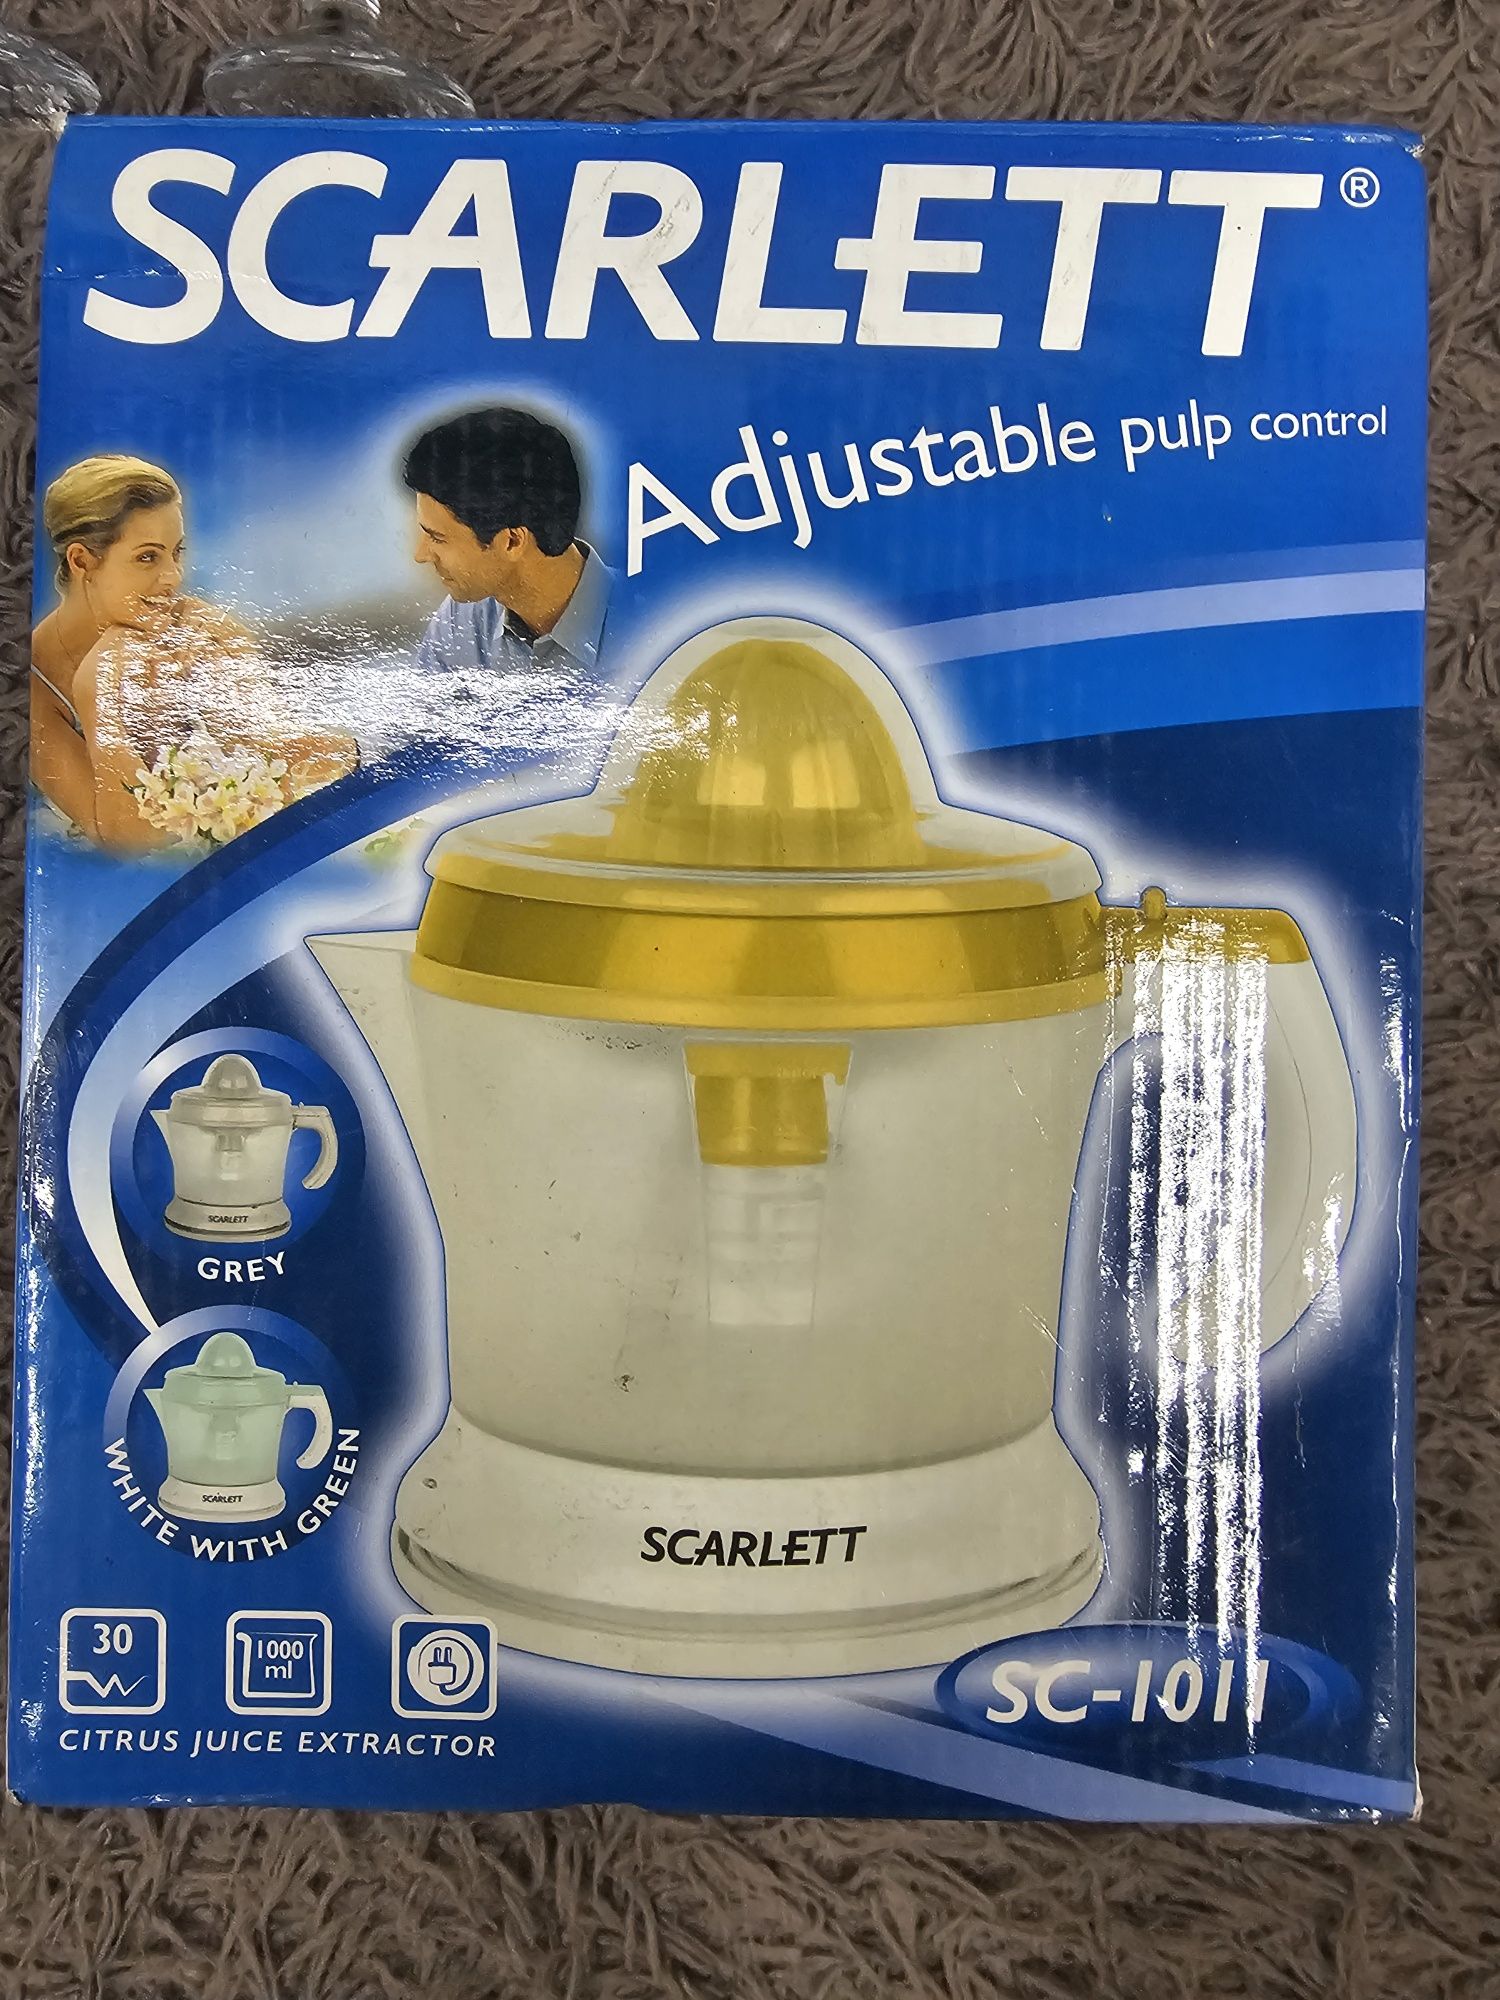 SCARLETT®
Adjustable pulp control
SCARLETT
GREY
SCARLETT
WHITE WITH GREEN
SCARLETT
30
1000
ml
CITRUS JUICE EXTRACTOR
SC-1011